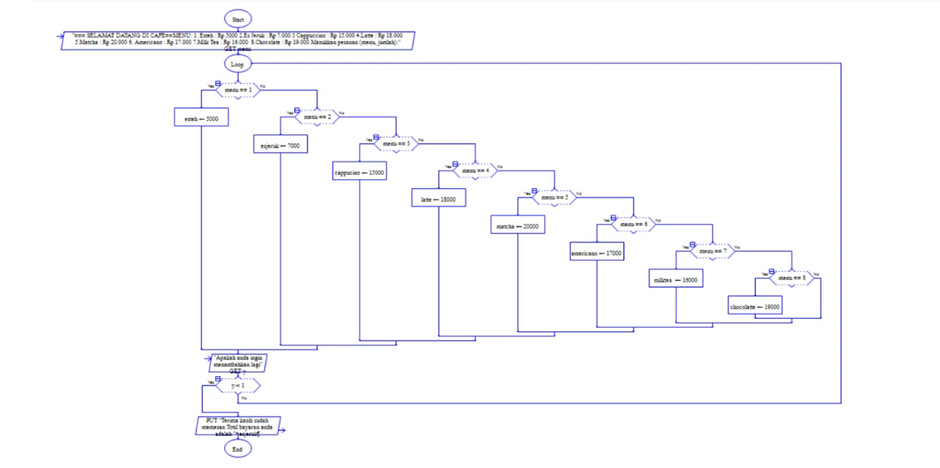 Start
"=== SELAMAT DATANG DI CAFE==MENU: 1. Esteh : Rp 5000 2.Es Jeruk : Rp 7.000 3 Cappuccino : Rp 15.000 4.Latte : Rp 18.000
5.Matcha : Rp 20.000 6. Americano : Rp 17.000 7.Milk Tea : Rp 16.000 8.Chocolate : Rp 19.000 Masukkan pesanan (menu, jumlah):"
GET menu
Loop
Yes
menu == 1
No
esteh ← 5000
Yes
menu == 2
No
esjeruk ← 7000
Yes
menu == 3
No
cappucino ← 15000
Yes
menu == 4
No
latte ← 18000
Yes
menu == 5
No
matcha ← 20000
Yes
menu == 6
No
americano ← 17000
Yes
menu == 7
No
milktea ← 16000
Yes
menu == 8
No
chocolatte ← 19000
"Apakah anda ingin
menambahkan lagi"
GET y
Yes
y < 1
No
PUT "Terima kasih sudah
memesan Total bayaran anda
adalah
End